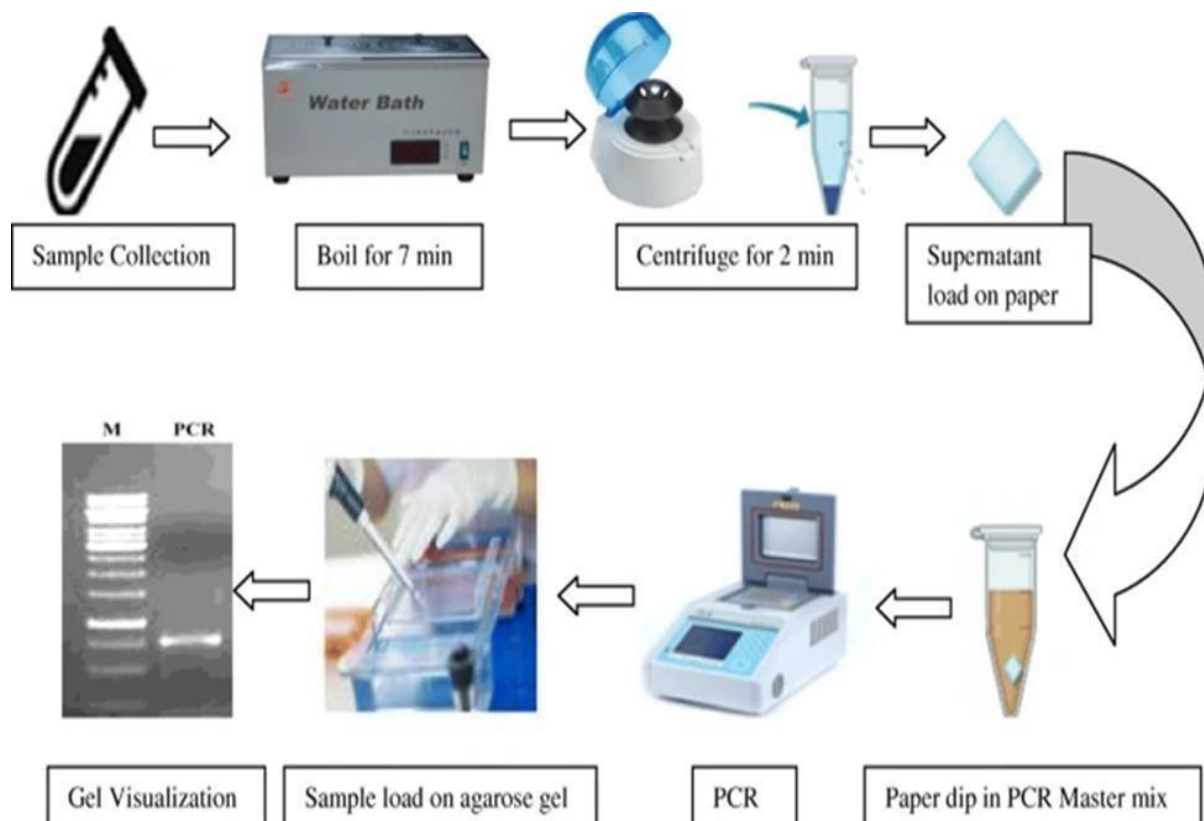 Water Bath
Sample Collection
Boil for 7 min
Centrifuge for 2 min
Supernatant
load on paper
M PCR
Gel Visualization
Sample load on agarose gel
PCR
Paper dip in PCR Master mix